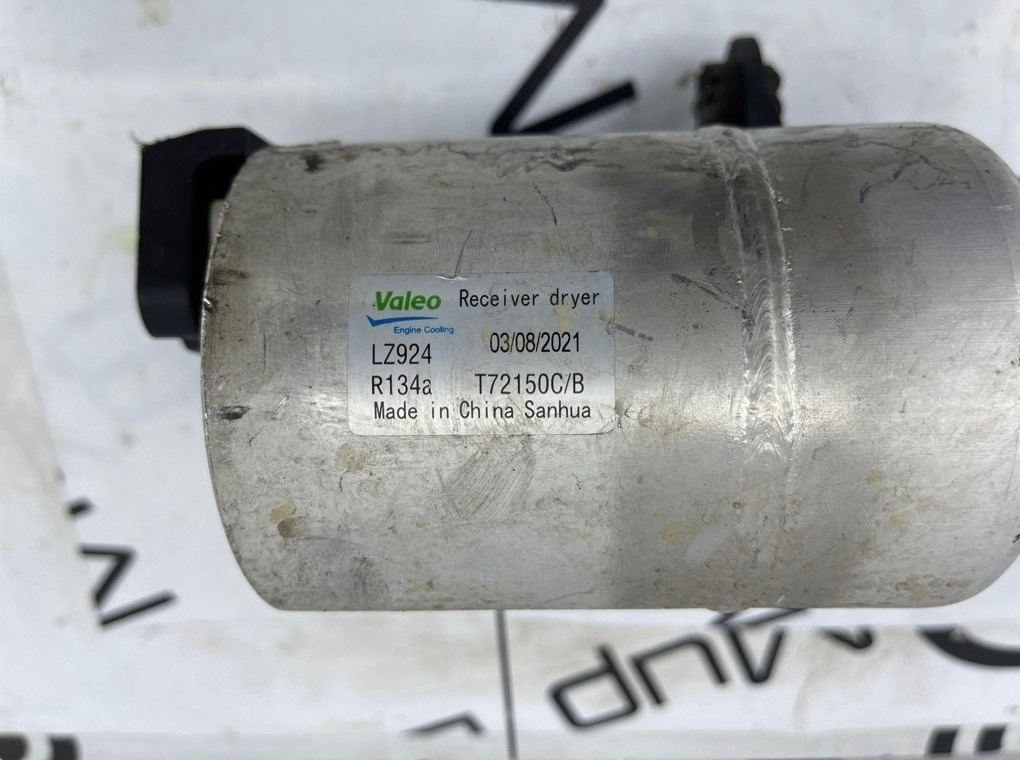 Valeo Receiver dryer
Engine Cooling
LZ924 03/08/2021
R134a T72150C/B
Made in China Sanhua